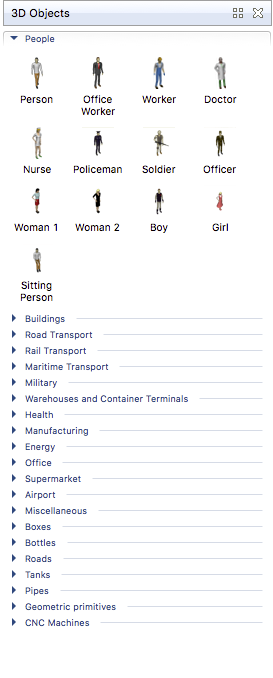 3D Objects
People
Person Office Worker Worker Doctor
Nurse Policeman Soldier Officer
Woman 1 Woman 2 Boy Girl
Sitting Person
Buildings
Road Transport
Rail Transport
Maritime Transport
Military
Warehouses and Container Terminals
Health
Manufacturing
Energy
Office
Supermarket
Airport
Miscellaneous
Boxes
Bottles
Roads
Tanks
Pipes
Geometric primitives
CNC Machines